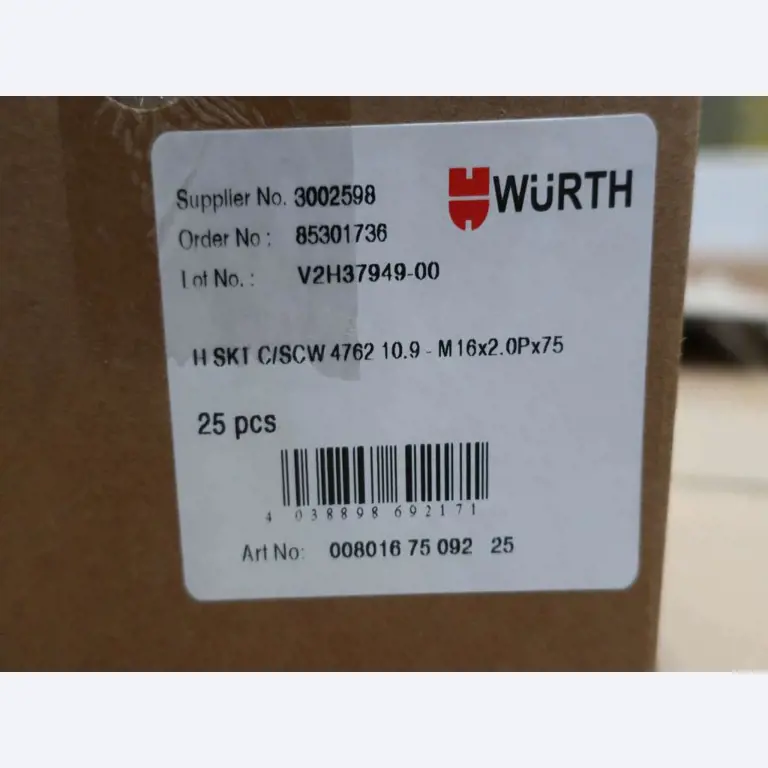 WÜRTH
Supplier No. 3002598
Order No : 85301736
Lot No. : V2H37949-00
H SKT C/SCW 4762 10.9 - M16x2.0Px75
25 pcs
4 038898 692171
Art No: 008016 75 092 25